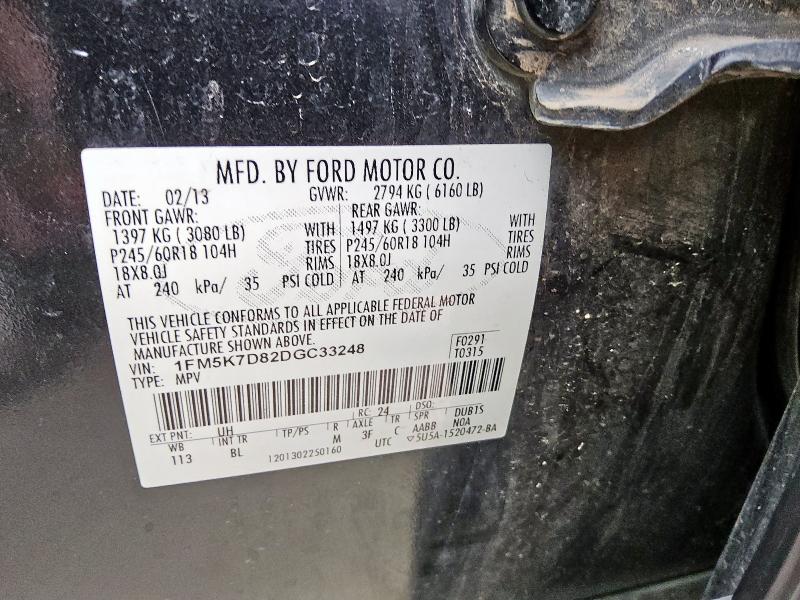 MFD. BY FORD MOTOR CO.
DATE: 02/13 GVWR: 2794 KG ( 6160 LB)
FRONT GAWR: REAR GAWR:
1397 KG ( 3080 LB) WITH 1497 KG ( 3300 LB) WITH
P245/60R18 104H TIRES P245/60R18 104H TIRES
18X8.0J RIMS 18X8.0J RIMS
AT 240 kPa/ 35 PSI COLD AT 240 kPa/ 35 PSI COLD
THIS VEHICLE CONFORMS TO ALL APPLICABLE FEDERAL MOTOR
VEHICLE SAFETY STANDARDS IN EFFECT ON THE DATE OF
MANUFACTURE SHOWN ABOVE.
VIN: 1FM5K7D82DGC33248 F0291
TYPE: MPV T0315
EXT PNT: UH RC: 24 DSO:
WB INT TR TP/PS R AXLE TR SPR DUB1S
113 BL M 3F C AABB N0A
1201302250160 UTC ▽5U5A-1520472-BA